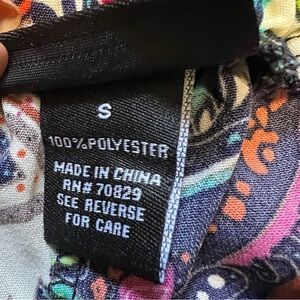 S
100%POLYESTER
MADE IN CHINA
RN# 70829
SEE REVERSE
FOR CARE